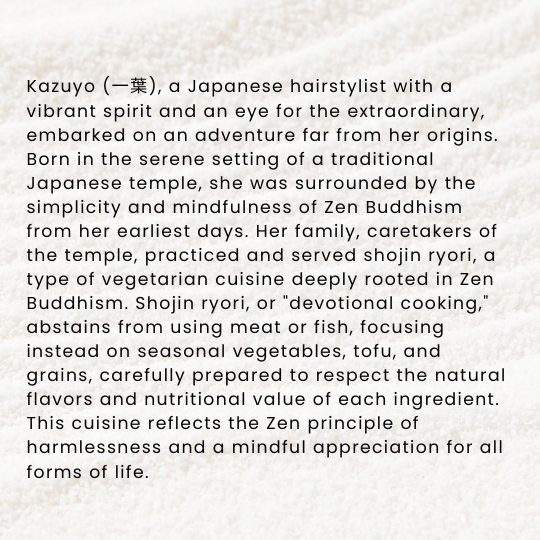 Kazuyo (一葉), a Japanese hairstylist with a
vibrant spirit and an eye for the extraordinary,
embarked on an adventure far from her origins.
Born in the serene setting of a traditional
Japanese temple, she was surrounded by the
simplicity and mindfulness of Zen Buddhism
from her earliest days. Her family, caretakers of
the temple, practiced and served shojin ryori, a
type of vegetarian cuisine deeply rooted in Zen
Buddhism. Shojin ryori, or "devotional cooking,"
abstains from using meat or fish, focusing
instead on seasonal vegetables, tofu, and
grains, carefully prepared to respect the natural
flavors and nutritional value of each ingredient.
This cuisine reflects the Zen principle of
harmlessness and a mindful appreciation for all
forms of life.